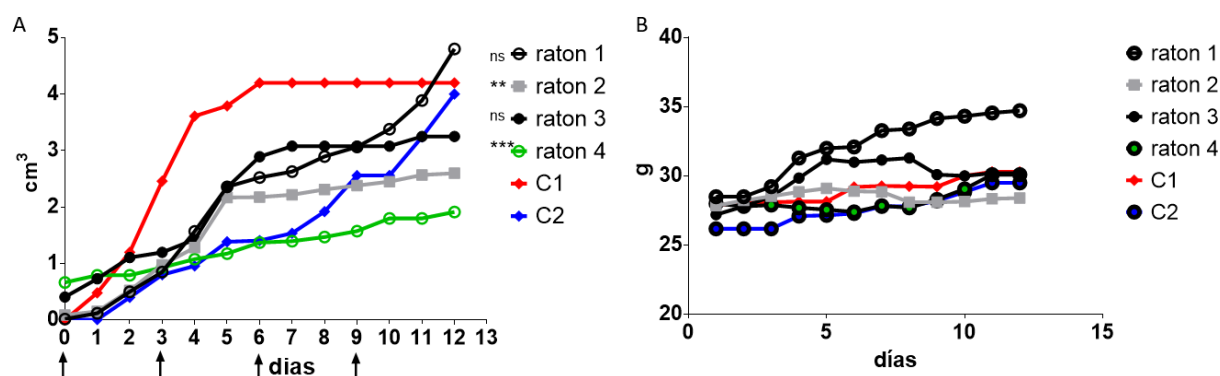 A
5
4
3
2
1
0
cm³
0 1 2 3 4 5 6 7 8 9 10 11 12 13
dias
ns raton 1
** raton 2
ns raton 3
*** raton 4
C1
C2
B
40
35
30
25
20
g
0 5 10 15
días
raton 1
raton 2
raton 3
raton 4
C1
C2